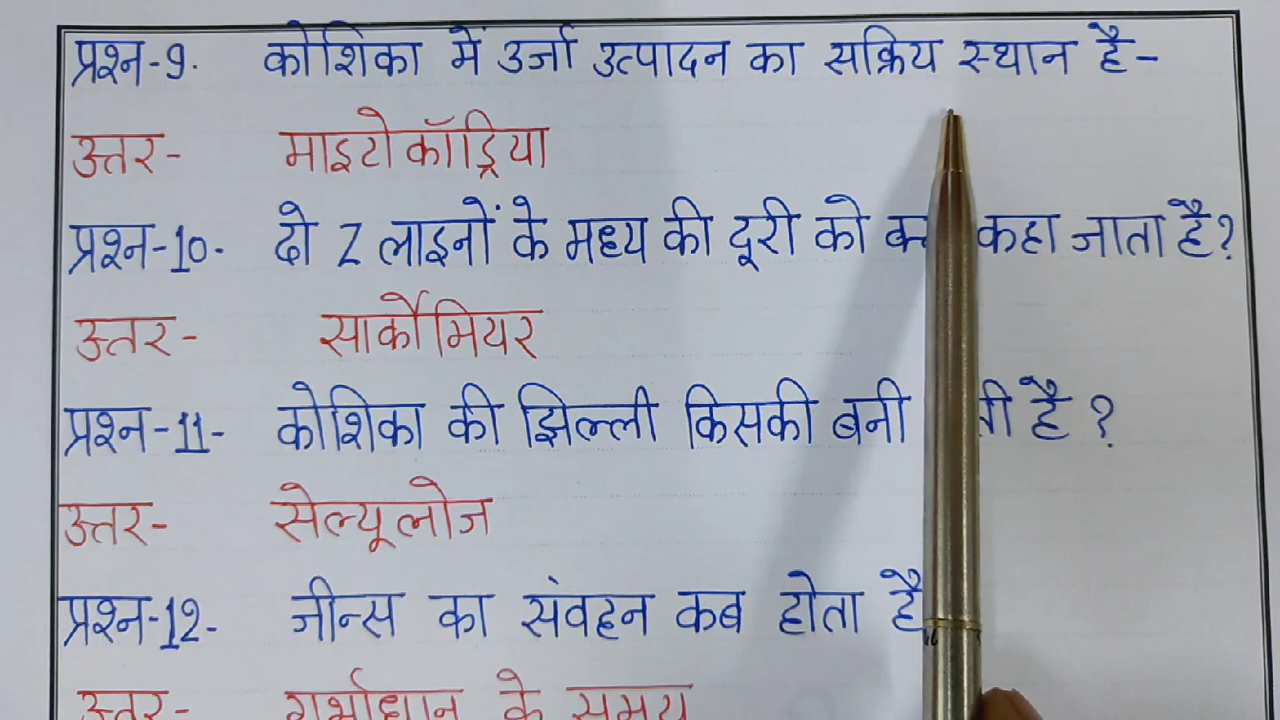 प्रश्न-9. कोशिका में उर्जा उत्पादन का सक्रिय स्थान है-
उत्तर- माइटोकॉड्रिया
प्रश्न-10- दो Z लाइनों के मध्य की दूरी को कहा जाता है?
उत्तर- सार्कोमियर
प्रश्न-11- कोशिका की झिल्ली किसकी बनी है?
उत्तर- सेल्यूलोज
प्रश्न-12- जीन्स का संवहन कब होता है
उत्तर- गर्भाधान के समय